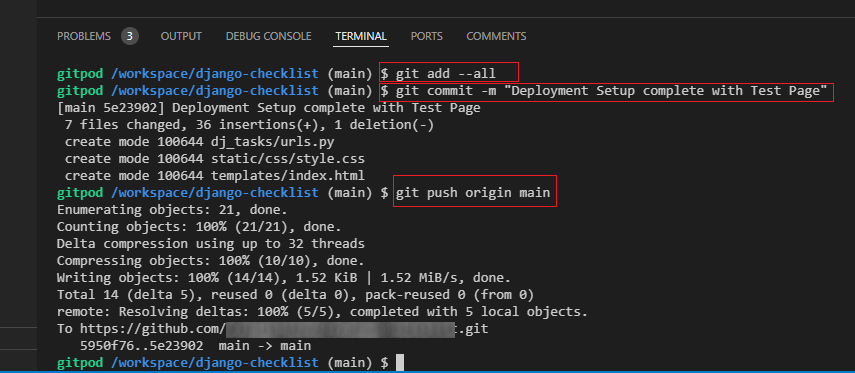 PROBLEMS 3 OUTPUT DEBUG CONSOLE TERMINAL PORTS COMMENTS
gitpod /workspace/django-checklist (main) $ git add --all
gitpod /workspace/django-checklist (main) $ git commit -m "Deployment Setup complete with Test Page"
[main 5e23902] Deployment Setup complete with Test Page
 7 files changed, 36 insertions(+), 1 deletion(-)
 create mode 100644 dj_tasks/urls.py
 create mode 100644 static/css/style.css
 create mode 100644 templates/index.html
gitpod /workspace/django-checklist (main) $ git push origin main
Enumerating objects: 21, done.
Counting objects: 100% (21/21), done.
Delta compression using up to 32 threads
Compressing objects: 100% (10/10), done.
Writing objects: 100% (14/14), 1.52 KiB | 1.52 MiB/s, done.
Total 14 (delta 5), reused 0 (delta 0), pack-reused 0 (from 0)
remote: Resolving deltas: 100% (5/5), completed with 5 local objects.
To https://github.com/ .git
   5950f76..5e23902  main -> main
gitpod /workspace/django-checklist (main) $